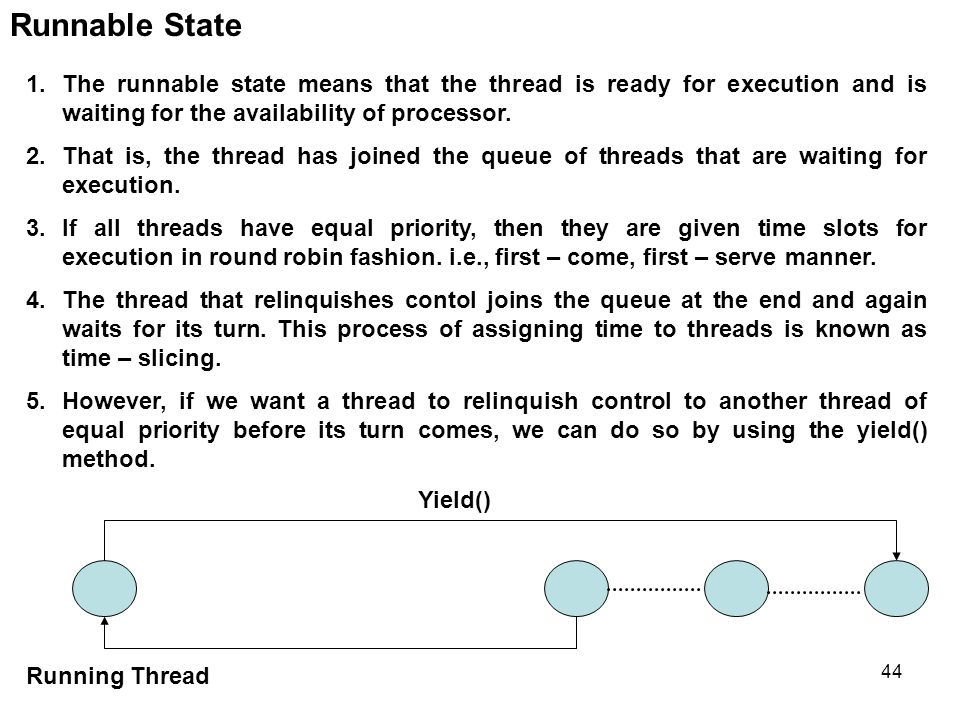 Runnable State
1. The runnable state means that the thread is ready for execution and is
waiting for the availability of processor.
2. That is, the thread has joined the queue of threads that are waiting for
execution.
3. If all threads have equal priority, then they are given time slots for
execution in round robin fashion. i.e., first – come, first – serve manner.
4. The thread that relinquishes contol joins the queue at the end and again
waits for its turn. This process of assigning time to threads is known as
time – slicing.
5. However, if we want a thread to relinquish control to another thread of
equal priority before its turn comes, we can do so by using the yield()
method.
Yield()
Running Thread
44